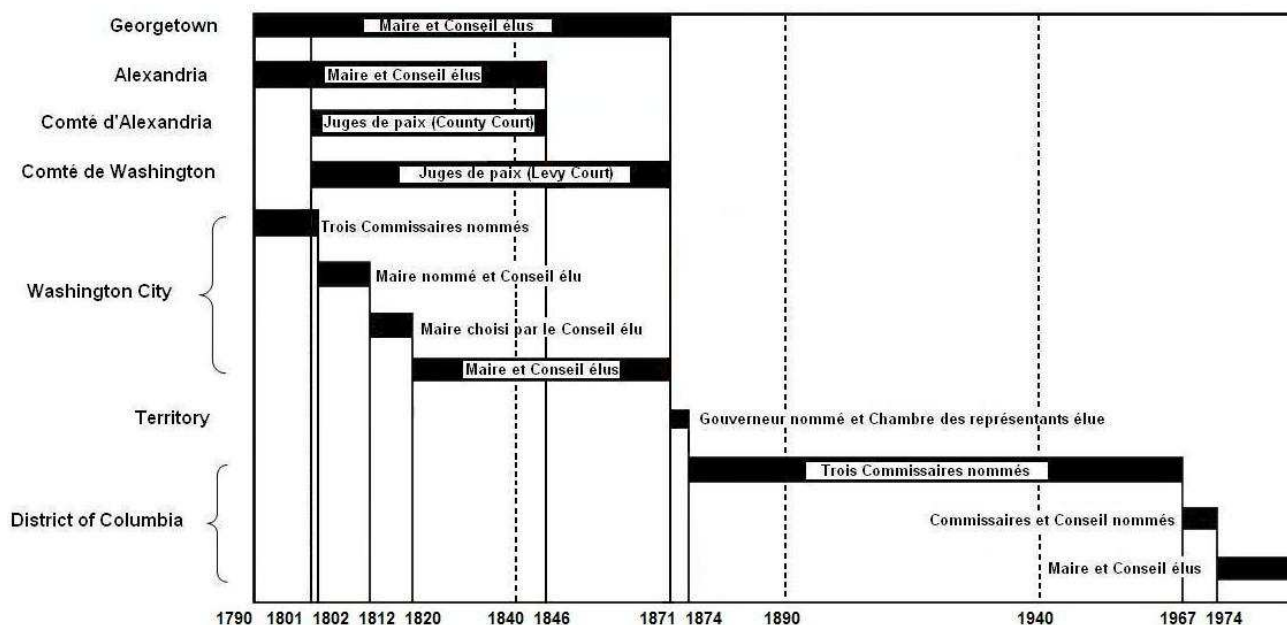 Georgetown
Maire et Conseil élus
Alexandria
Maire et Conseil élus
Comté d'Alexandria
Juges de paix (County Court)
Comté de Washington
Juges de paix (Levy Court)
Trois Commissaires nommés
Washington City
Maire nommé et Conseil élu
Maire choisi par le Conseil élu
Maire et Conseil élus
Territory
Gouverneur nommé et Chambre des réprésentants élue
Trois Commissaires nommés
District of Columbia
Commissaires et Conseil nommés
Maire et Conseil élus
1790 1801 1802 1812 1820 1840 1846 1871 1874 1890 1940 1967 1974